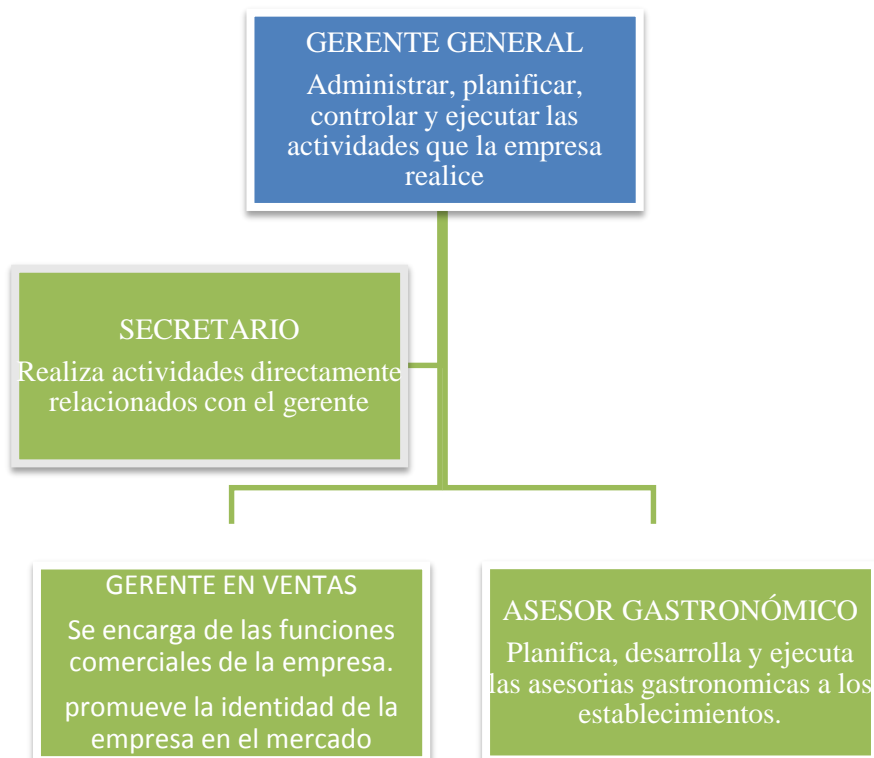 GERENTE GENERAL
Administrar, planificar,
controlar y ejecutar las
actividades que la empresa
realice
SECRETARIO
Realiza actividades directamente
relacionados con el gerente
GERENTE EN VENTAS
Se encarga de las funciones
comerciales de la empresa.
promueve la identidad de la
empresa en el mercado
ASESOR GASTRONÓMICO
Planifica, desarrolla y ejecuta
las asesorias gastronomicas a los
establecimientos.